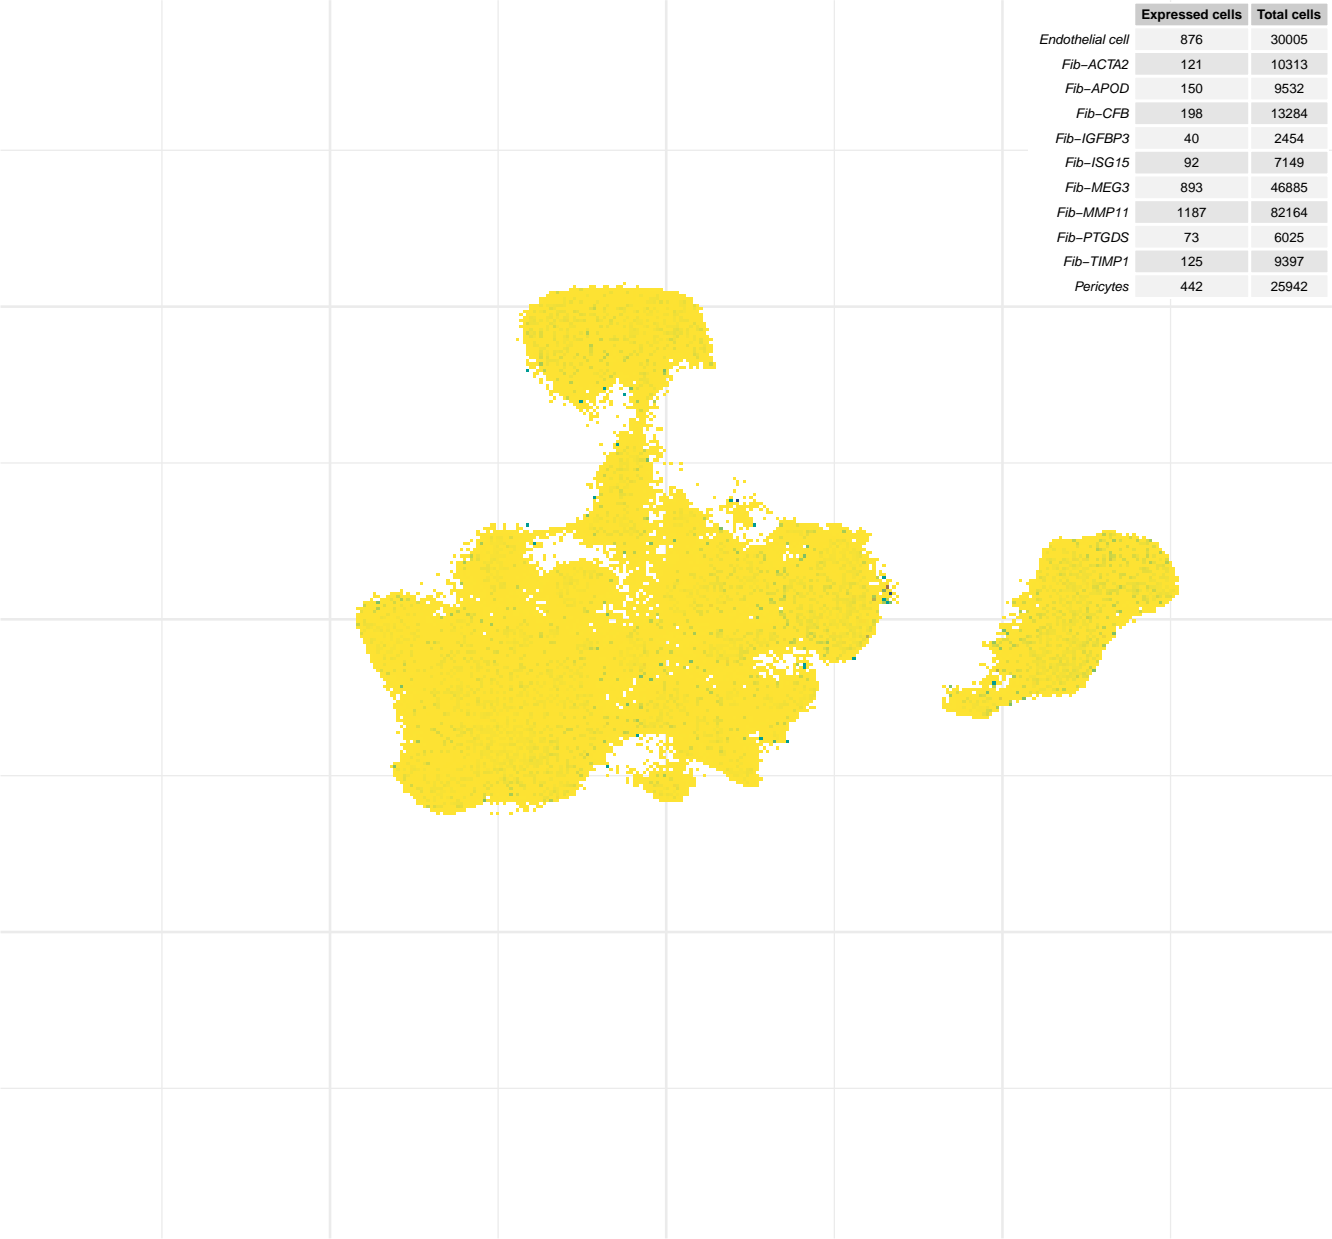 Expressed cells Total cells
Endothelial cell 876 30005
Fib−ACTA2 121 10313
Fib−APOD 150 9532
Fib−CFB 198 13284
Fib−IGFBP3 40 2454
Fib−ISG15 92 7149
Fib−MEG3 893 46885
Fib−MMP11 1187 82164
Fib−PTGDS 73 6025
Fib−TIMP1 125 9397
Pericytes 442 25942